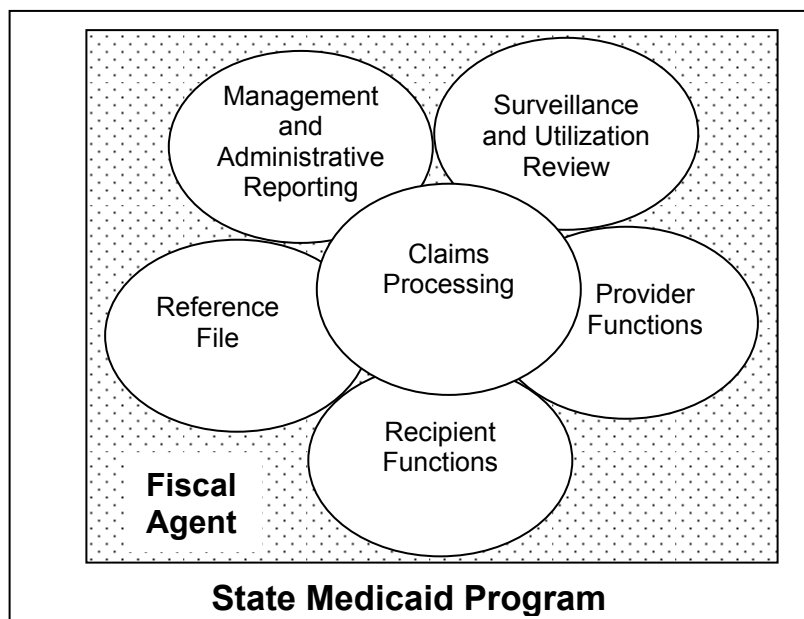 Management
and
Administrative
Reporting
Surveillance
and Utilization
Review
Claims
Processing
Reference
File
Provider
Functions
Recipient
Functions
Fiscal
Agent
State Medicaid Program